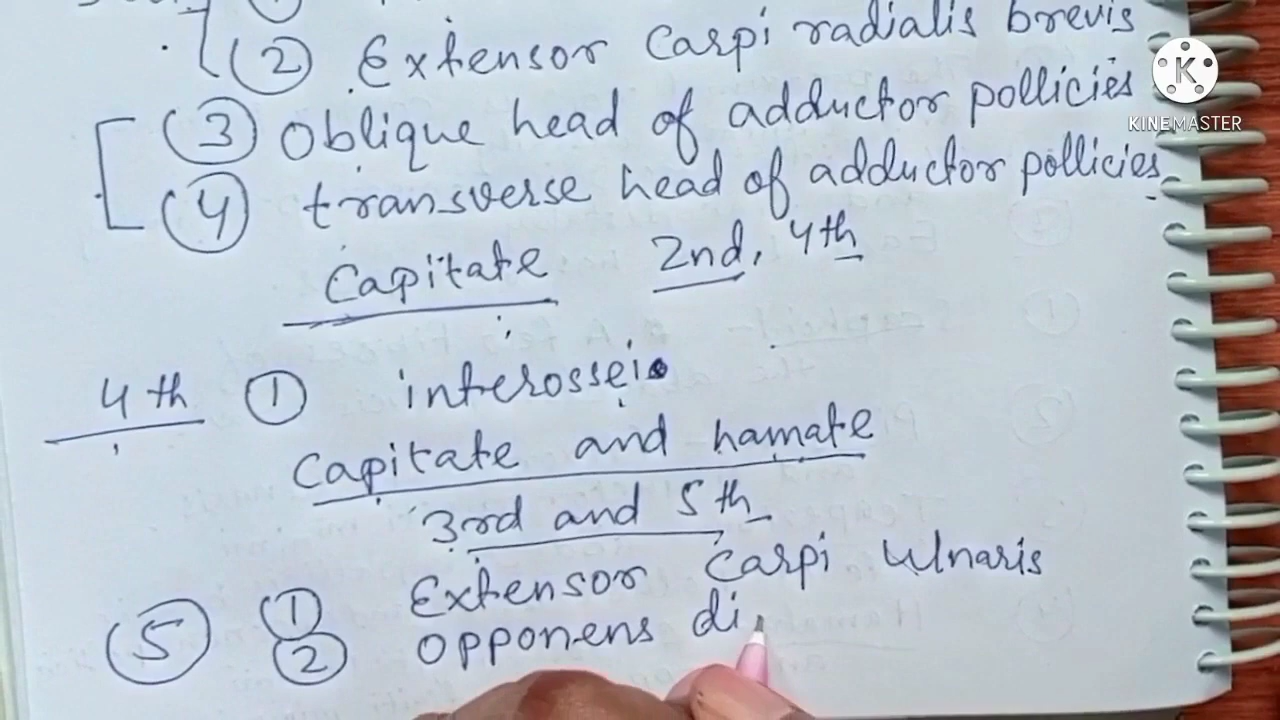 ② Extensor carpi radialis brevis
③ Oblique head of adductor pollicies
④ transverse head of adductor pollicies
Capitate 2nd, 4th
4th ① interossei
Capitate and hamate
3rd and 5th
⑤ ① Extensor carpi ulnaris
② opponens di
K
KINEMASTER